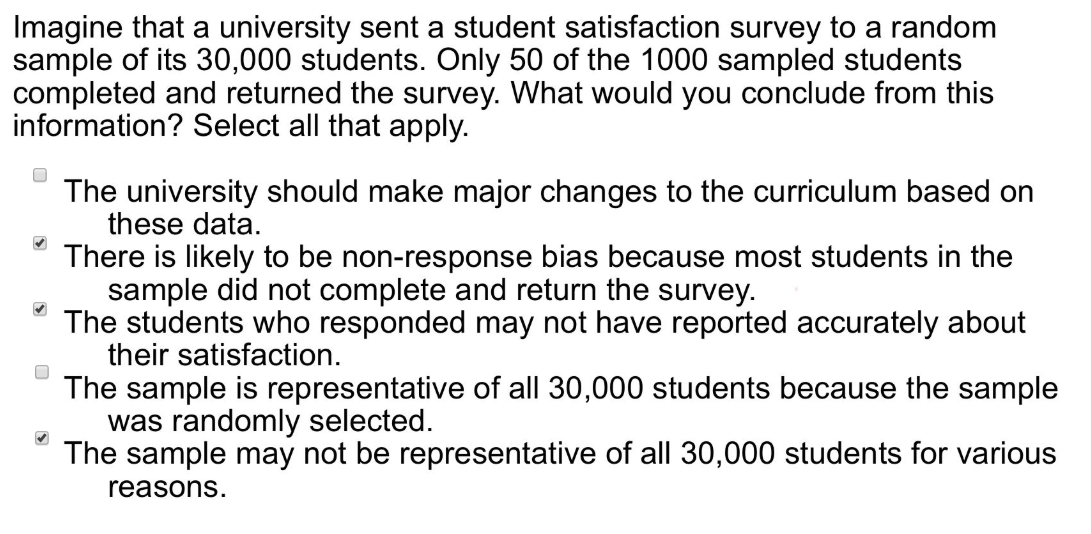 Imagine that a university sent a student satisfaction survey to a random
sample of its 30,000 students. Only 50 of the 1000 sampled students
completed and returned the survey. What would you conclude from this
information? Select all that apply.
The university should make major changes to the curriculum based on
these data.
There is likely to be non-response bias because most students in the
sample did not complete and return the survey.
The students who responded may not have reported accurately about
their satisfaction.
The sample is representative of all 30,000 students because the sample
was randomly selected.
The sample may not be representative of all 30,000 students for various
reasons.